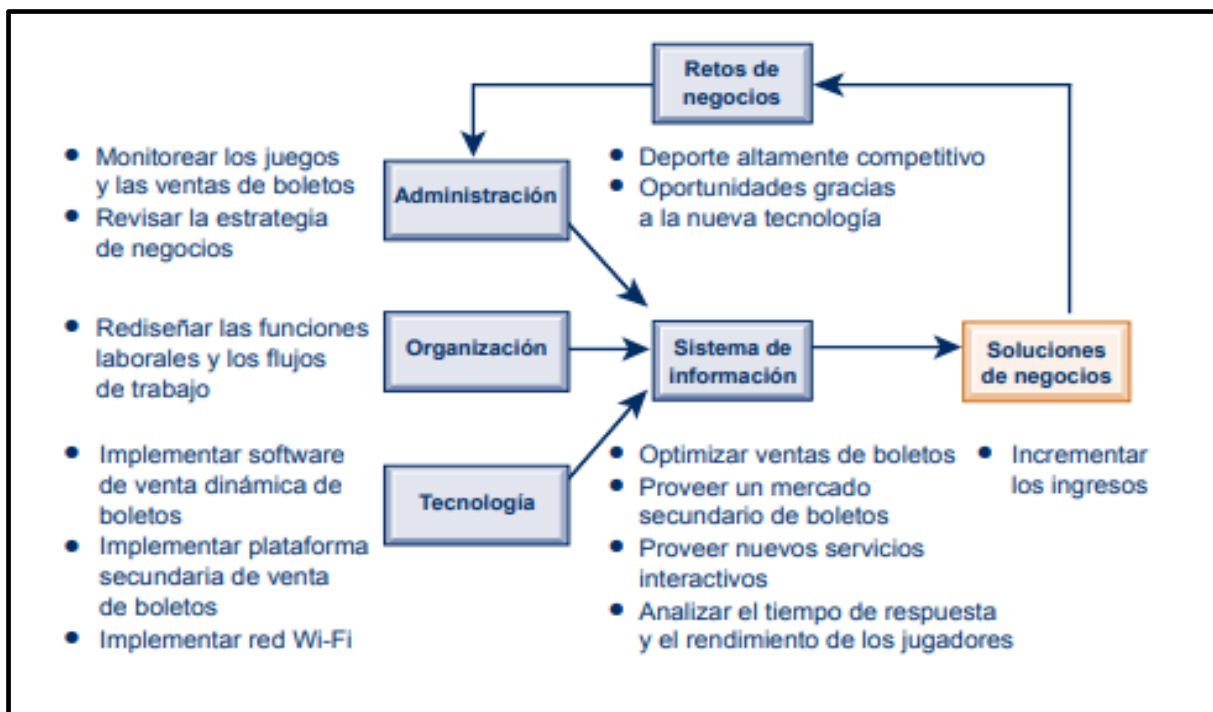 Retos de
negocios
● Monitorear los juegos
y las ventas de boletos
● Revisar la estrategia
de negocios
Administración
● Deporte altamente competitivo
● Oportunidades gracias
a la nueva tecnología
● Rediseñar las funciones
laborales y los flujos
de trabajo
Organización
Sistema de
información
Soluciones
de negocios
● Implementar software
de venta dinámica de
boletos
● Implementar plataforma
secundaria de venta
de boletos
● Implementar red Wi-Fi
Tecnología
● Optimizar ventas de boletos
● Proveer un mercado
secundario de boletos
● Proveer nuevos servicios
interactivos
● Analizar el tiempo de respuesta
y el rendimiento de los jugadores
● Incrementar
los ingresos